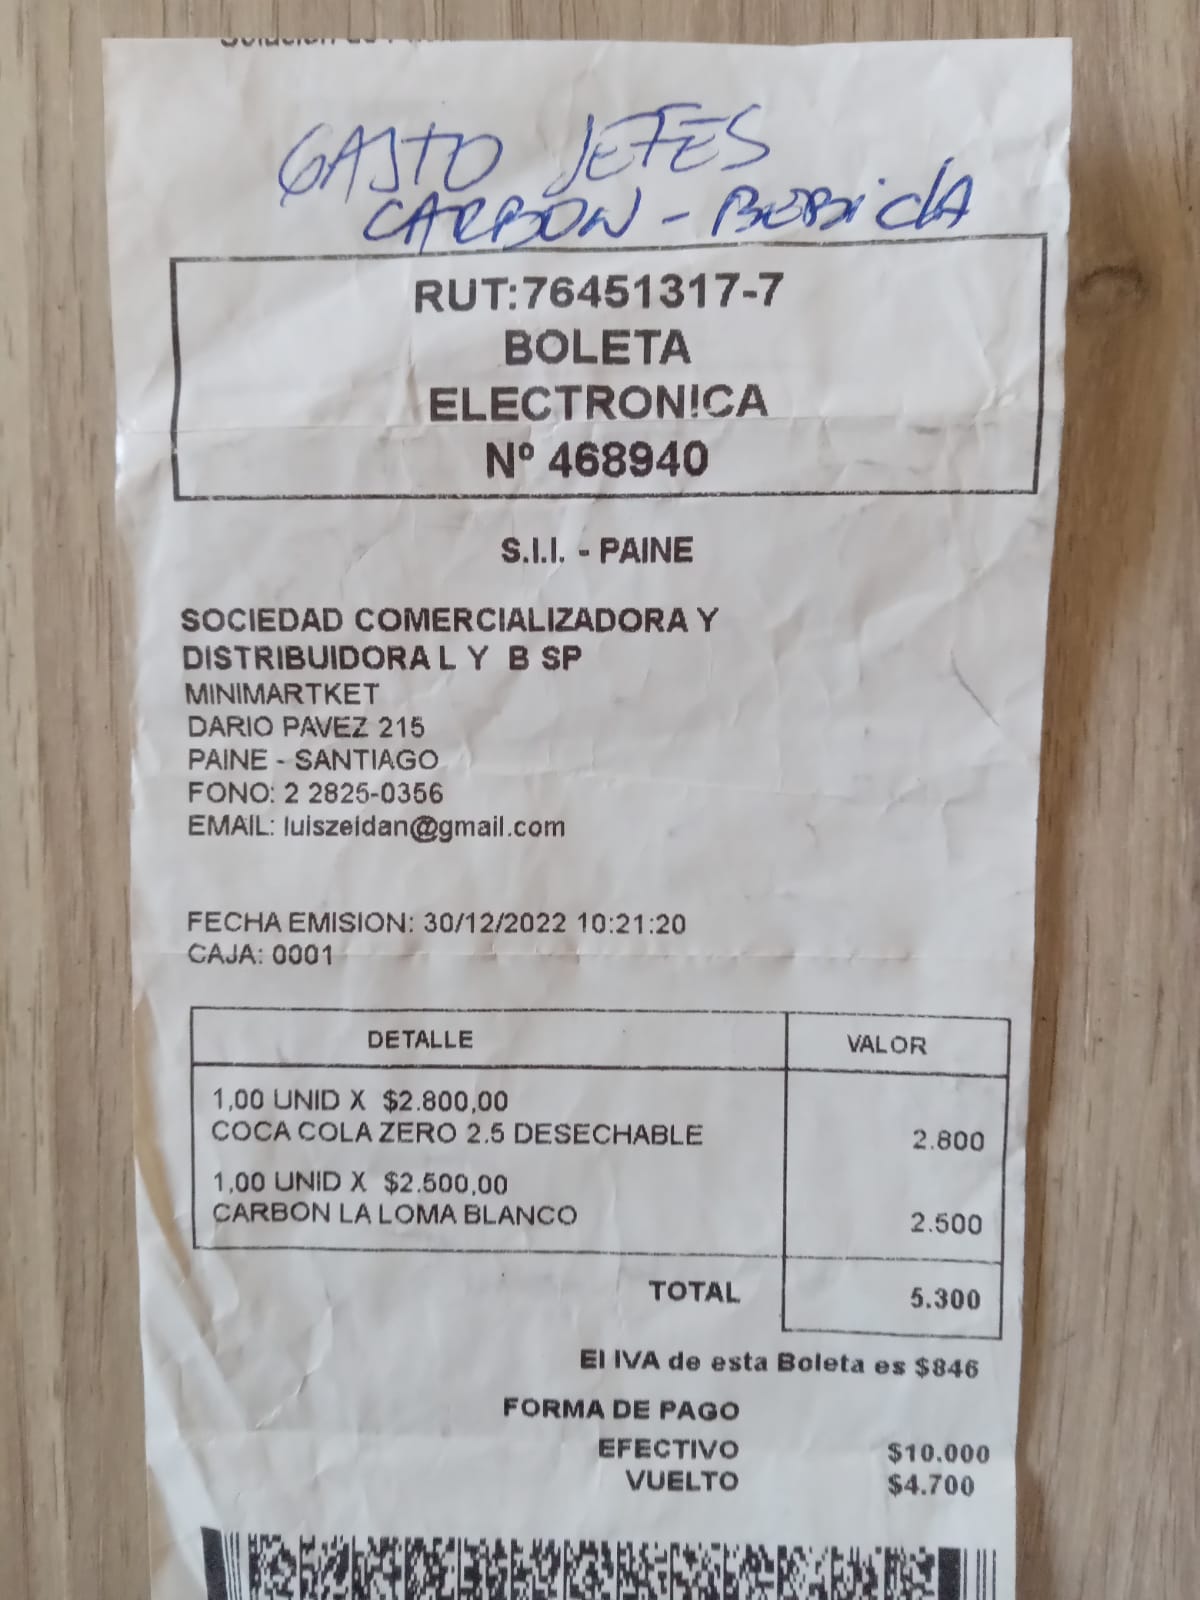 GASTO JEFES
CARBON - BEBIDA
RUT:76451317-7
BOLETA
ELECTRONICA
Nº 468940
S.I.I. - PAINE
SOCIEDAD COMERCIALIZADORA Y
DISTRIBUIDORA L Y B SP
MINIMARTKET
DARIO PAVEZ 215
PAINE - SANTIAGO
FONO: 2 2825-0356
EMAIL: luiszeidan@gmail.com
FECHA EMISION: 30/12/2022 10:21:20
CAJA: 0001
DETALLE VALOR
1,00 UNID X $2.800,00
COCA COLA ZERO 2.5 DESECHABLE 2.800
1,00 UNID X $2.500,00
CARBON LA LOMA BLANCO 2.500
TOTAL 5.300
El IVA de esta Boleta es $846
FORMA DE PAGO
EFECTIVO $10.000
VUELTO $4.700